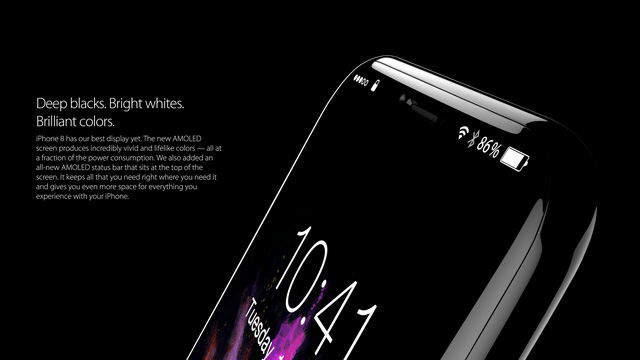 Deep blacks. Bright whites.
Brilliant colors.
iPhone 8 has our best display yet. The new AMOLED
screen produces incredibly vivid and lifelike colors — all at
a fraction of the power consumption. We also added an
all-new AMOLED status bar that sits at the top of the
screen. It keeps all that you need right where you need it
and gives you even more space for everything you
experience with your iPhone.
86%
10:41
Tuesday